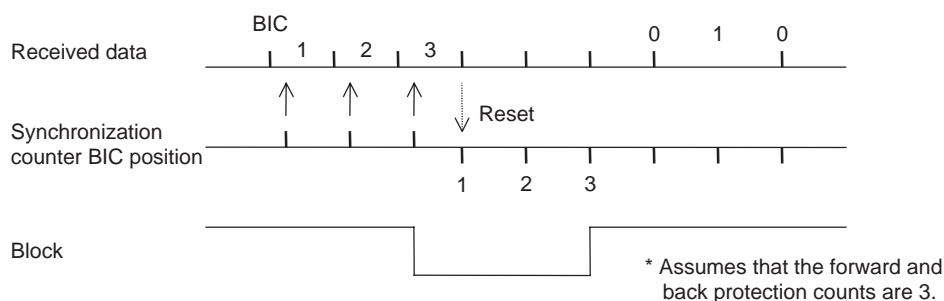 BIC
Received data 1 2 3 0 1 0
Reset
Synchronization
counter BIC position
1 2 3
Block
* Assumes that the forward and
back protection counts are 3.